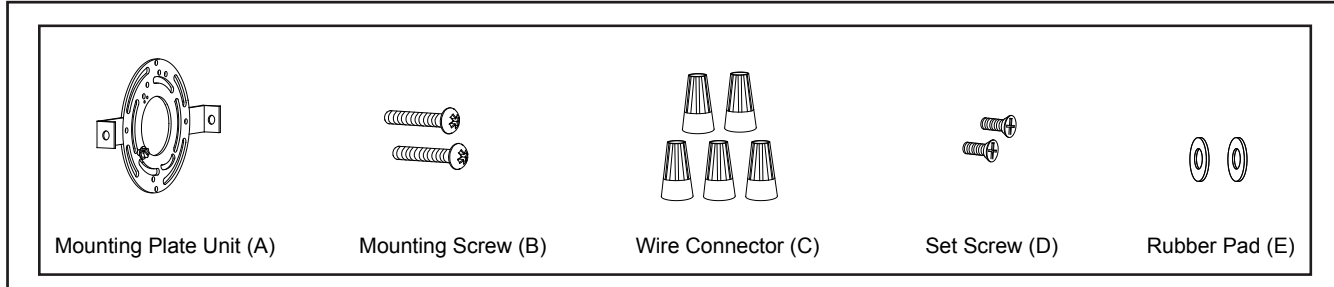 Mounting Plate Unit (A)
Mounting Screw (B)
Wire Connector (C)
Set Screw (D)
Rubber Pad (E)